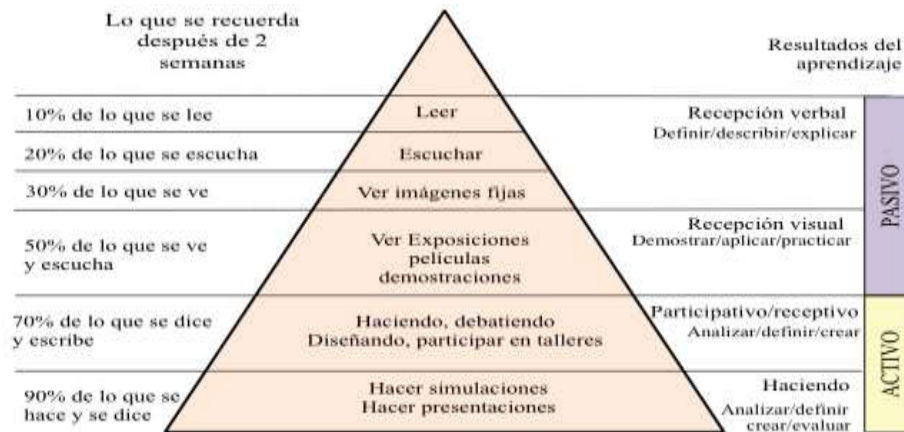 Lo que se recuerda
después de 2
semanas
Resultados del
aprendizaje
10% de lo que se lee
Leer
Recepción verbal
Definir/describir/explicar
20% de lo que se escucha
Escuchar
30% de lo que se ve
Ver imágenes fijas
50% de lo que se ve
y escucha
Ver Exposiciones
películas
demostraciones
Recepción visual
Demostrar/aplicar/practicar
PASIVO
70% de lo que se dice
y escribe
Haciendo, debatiendo
Diseñando, participar en talleres
Participativo/receptivo
Analizar/definir/crear
90% de lo que se
hace y se dice
Hacer simulaciones
Hacer presentaciones
Haciendo
Analizar/definir
crear/evaluar
ACTIVO